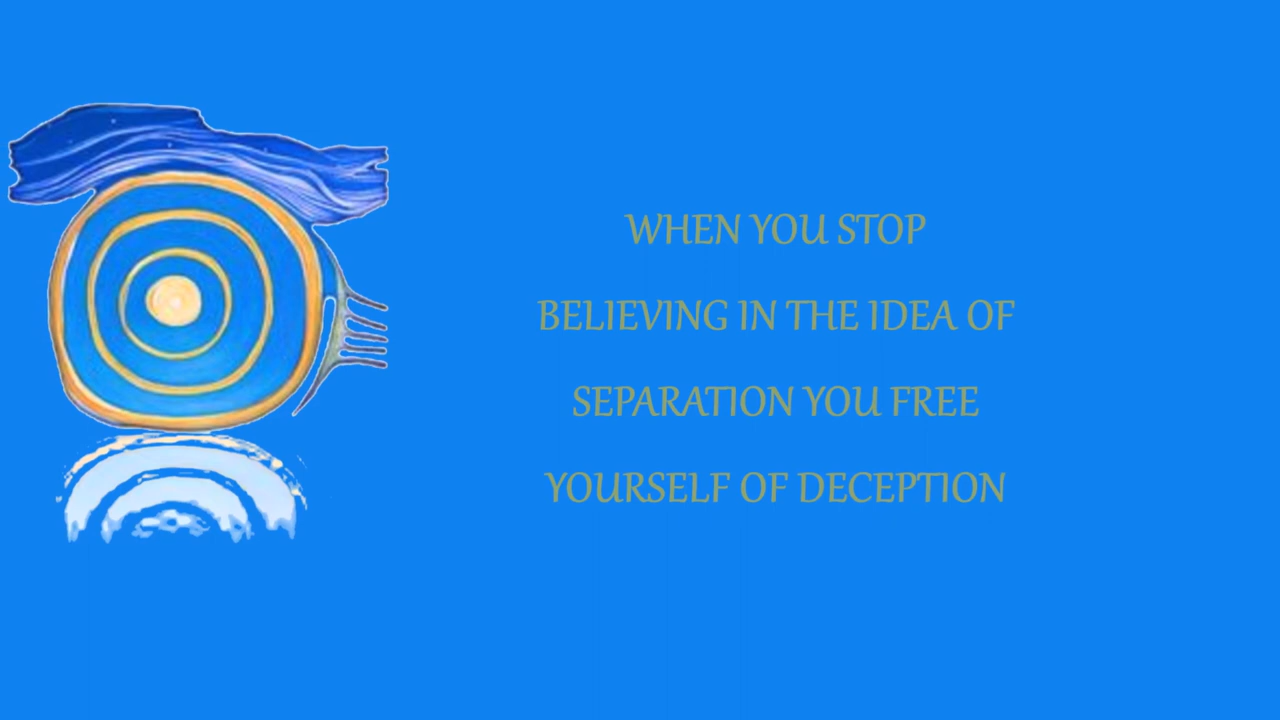 WHEN YOU STOP
BELIEVING IN THE IDEA OF
SEPARATION YOU FREE
YOURSELF OF DECEPTION